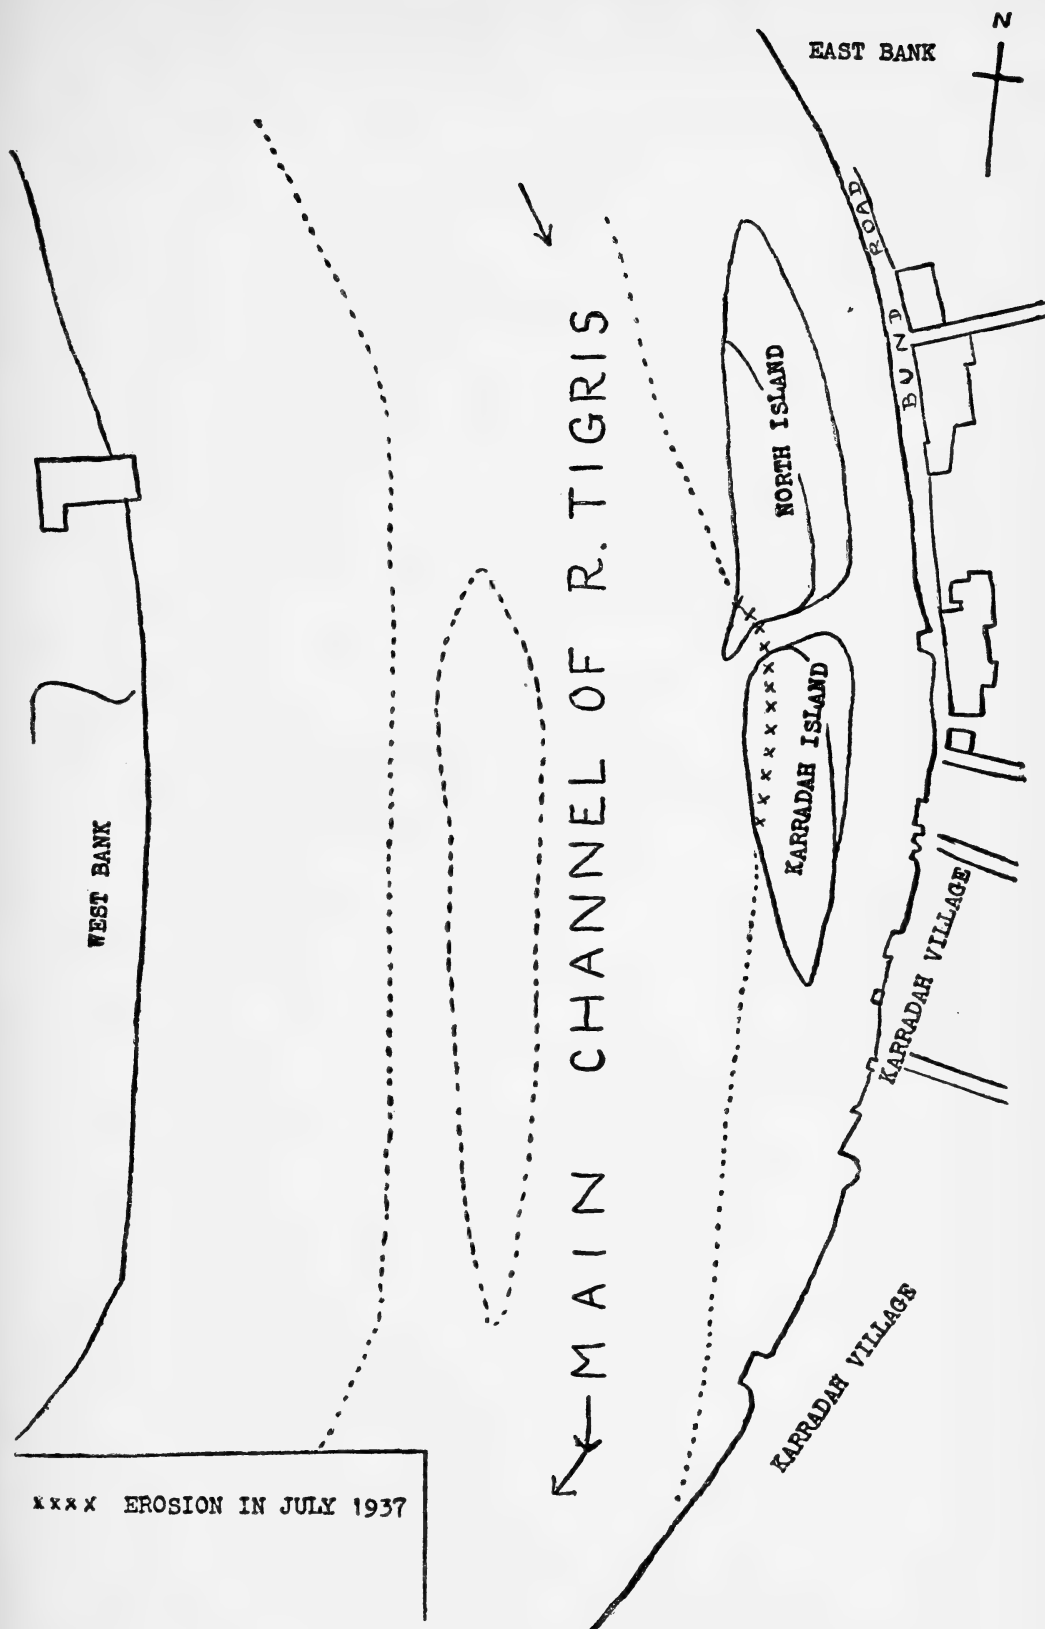 N
EAST BANK
BUND ROAD
NORTH ISLAND
MAIN CHANNEL OF R. TIGRIS
KARRADAH ISLAND
WEST BANK
KARRADAH VILLAGE
KARRADAH VILLAGE
xxxx EROSION IN JULY 1937